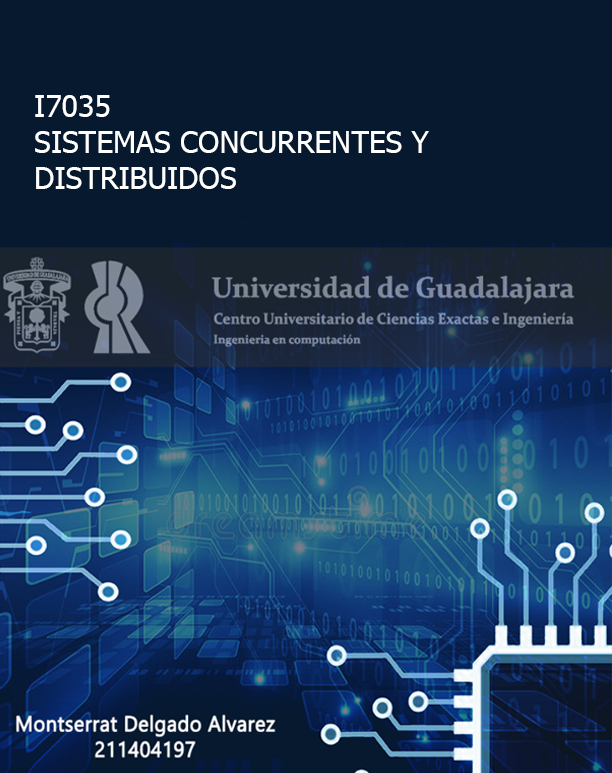 I7035
SISTEMAS CONCURRENTES Y
DISTRIBUIDOS
Universidad de Guadalajara
Centro Universitario de Ciencias Exactas e Ingeniería
Ingenieria en computación
Montserrat Delgado Alvarez
211404197